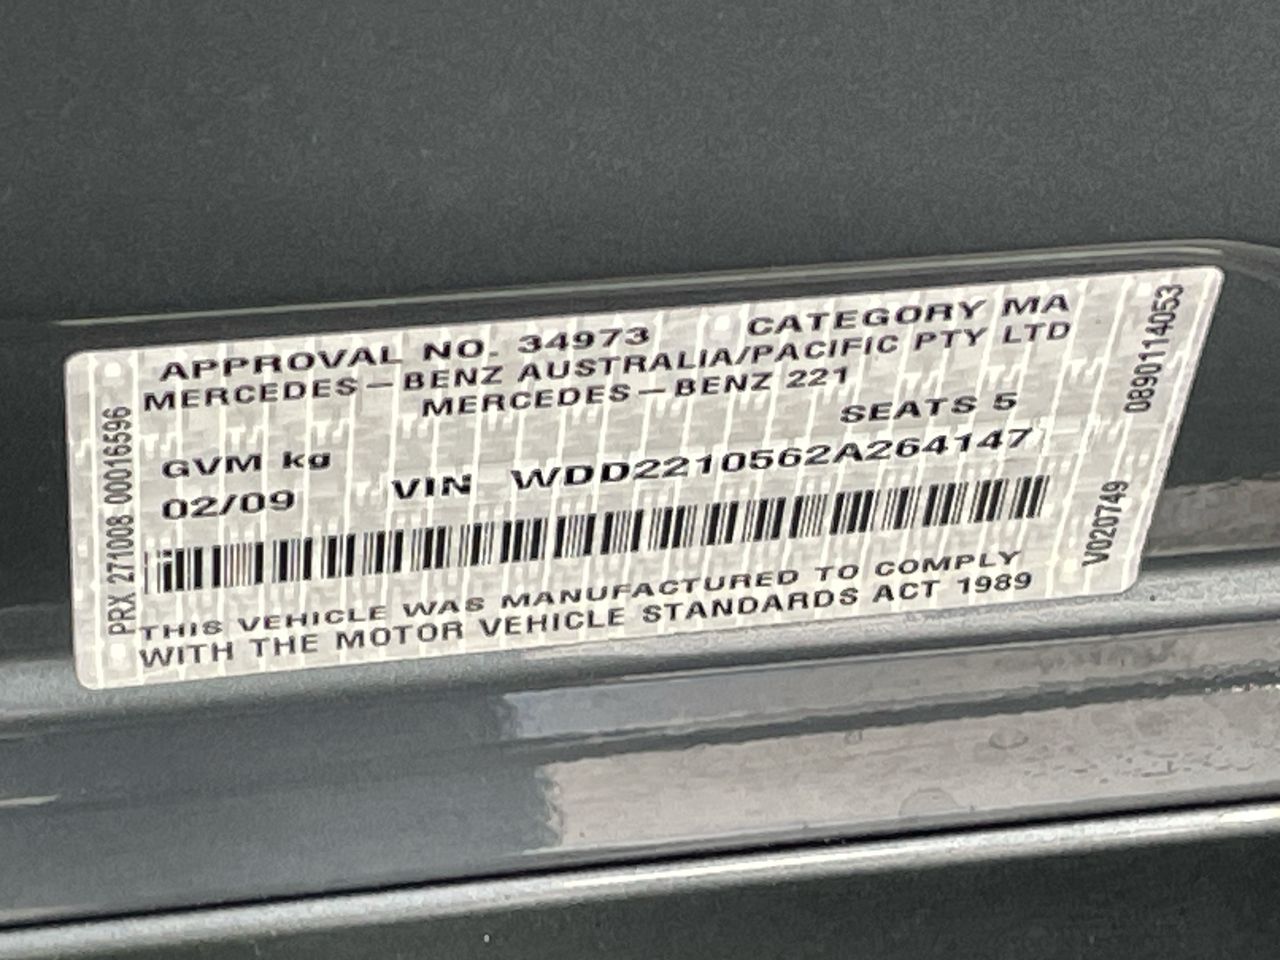 APPROVAL NO. 34973 CATEGORY MA
MERCEDES-BENZ AUSTRALIA/PACIFIC PTY LTD
MERCEDES-BENZ 221
SEATS 5
GVM kg
02/09 VIN WDD2210562A264147
THIS VEHICLE WAS MANUFACTURED TO COMPLY
WITH THE MOTOR VEHICLE STANDARDS ACT 1989
PRX 271008 00016596
0890114053
V020749